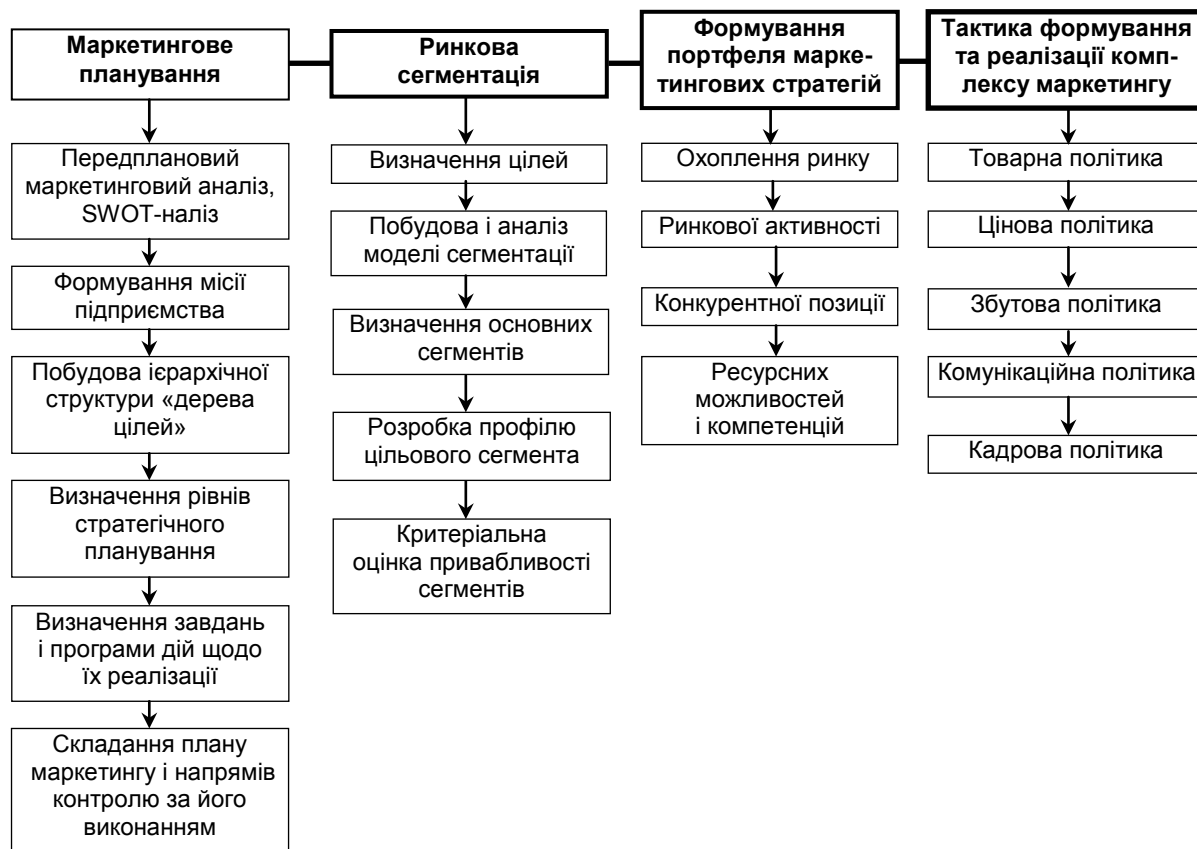 Маркетингове
планування
Передплановий
маркетинговий аналіз,
SWOT-наліз
Формування місії
підприємства
Побудова ієрархічної
структури «дерева
цілей»
Визначення рівнів
стратегічного
планування
Визначення завдань
і програми дій щодо
їх реалізації
Складання плану
маркетингу і напрямів
контролю за його
виконанням
Ринкова
сегментація
Визначення цілей
Побудова і аналіз
моделі сегментації
Визначення основних
сегментів
Розробка профілю
цільового сегмента
Критеріальна
оцінка привабливості
сегментів
Формування
портфеля марке-
тингових стратегій
Охоплення ринку
Ринкової активності
Конкурентної позиції
Ресурсних
можливостей
і компетенцій
Тактика формування
та реалізації комп-
лексу маркетингу
Товарна політика
Цінова політика
Збутова політика
Комунікаційна політика
Кадрова політика